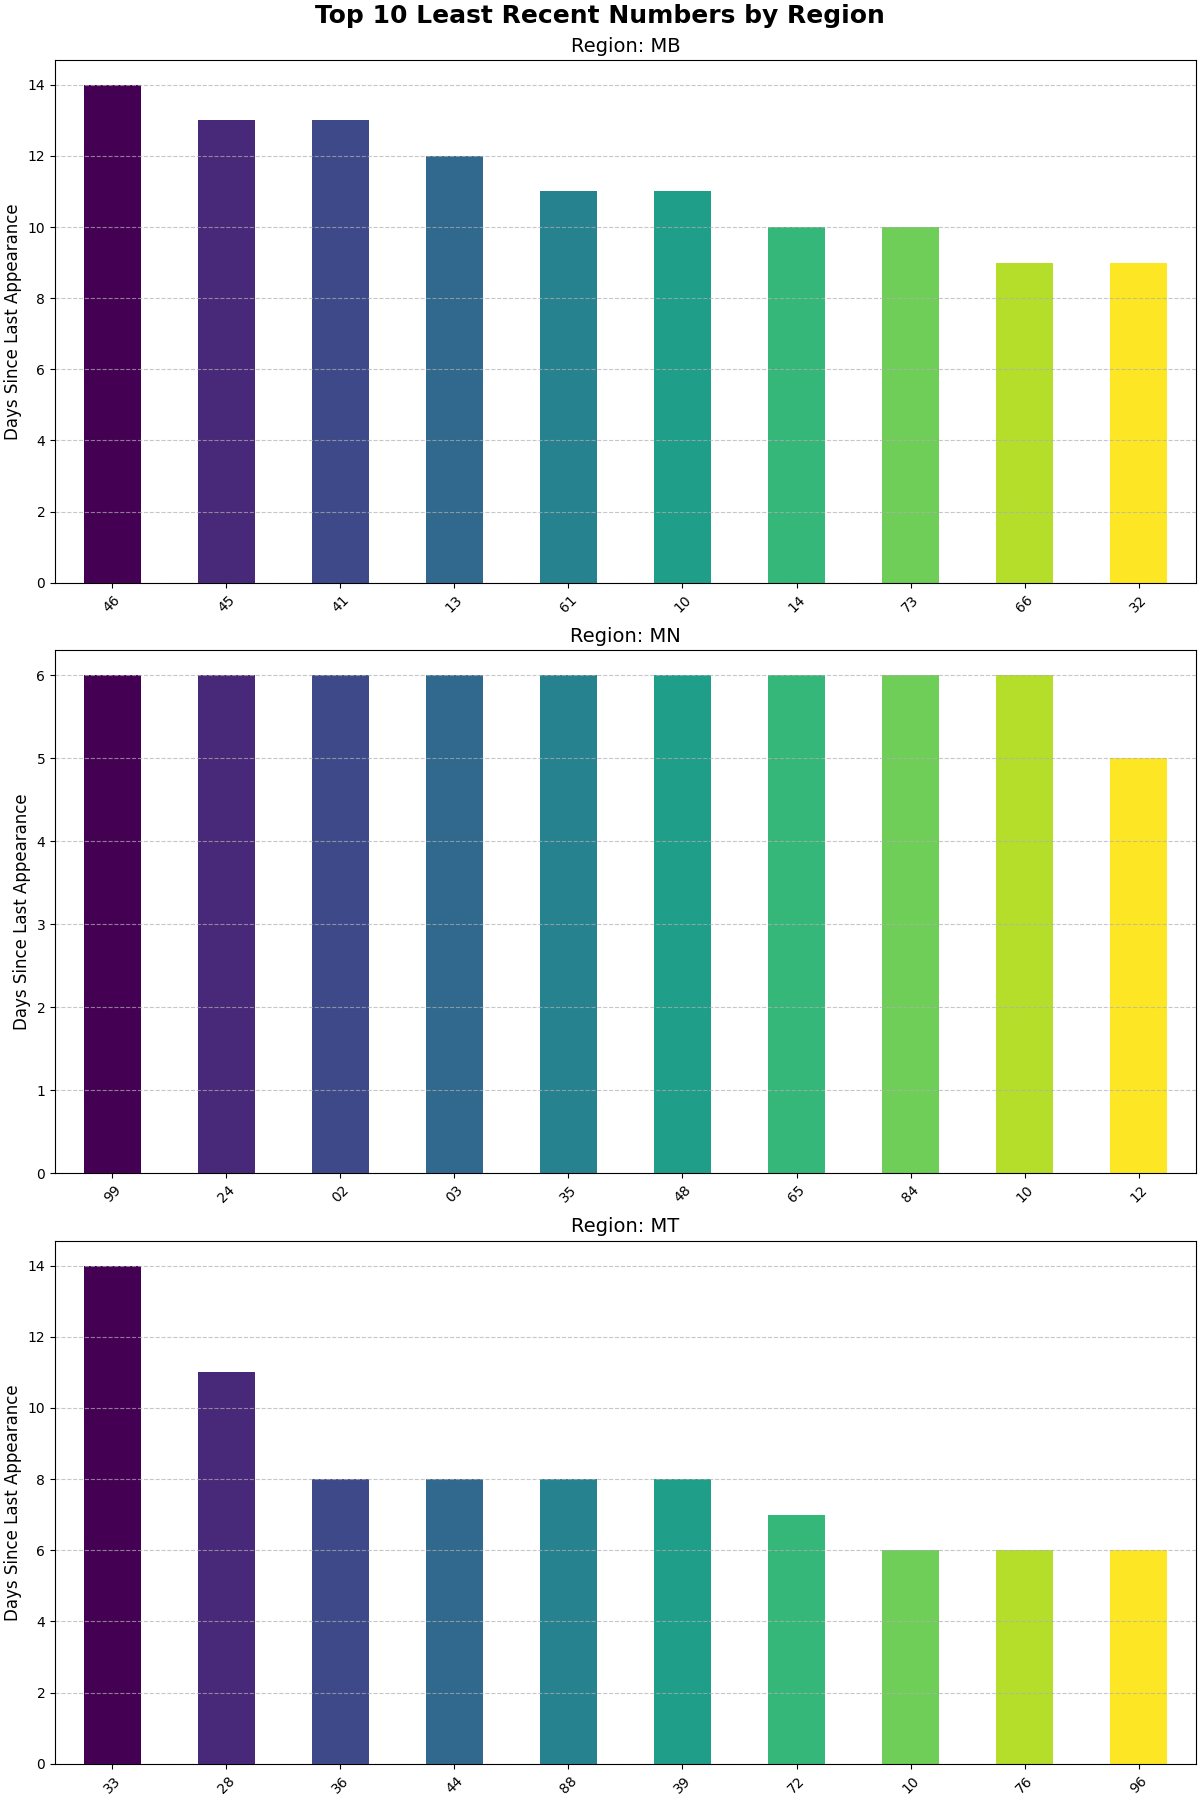 Top 10 Least Recent Numbers by Region
Region: MB
Days Since Last Appearance
14
12
10
8
6
4
2
0
46 45 41 13 61 10 14 73 66 32
Region: MN
Days Since Last Appearance
6
5
4
3
2
1
0
99 24 02 03 35 48 65 84 10 12
Region: MT
Days Since Last Appearance
14
12
10
8
6
4
2
0
33 28 36 44 88 39 72 10 76 96